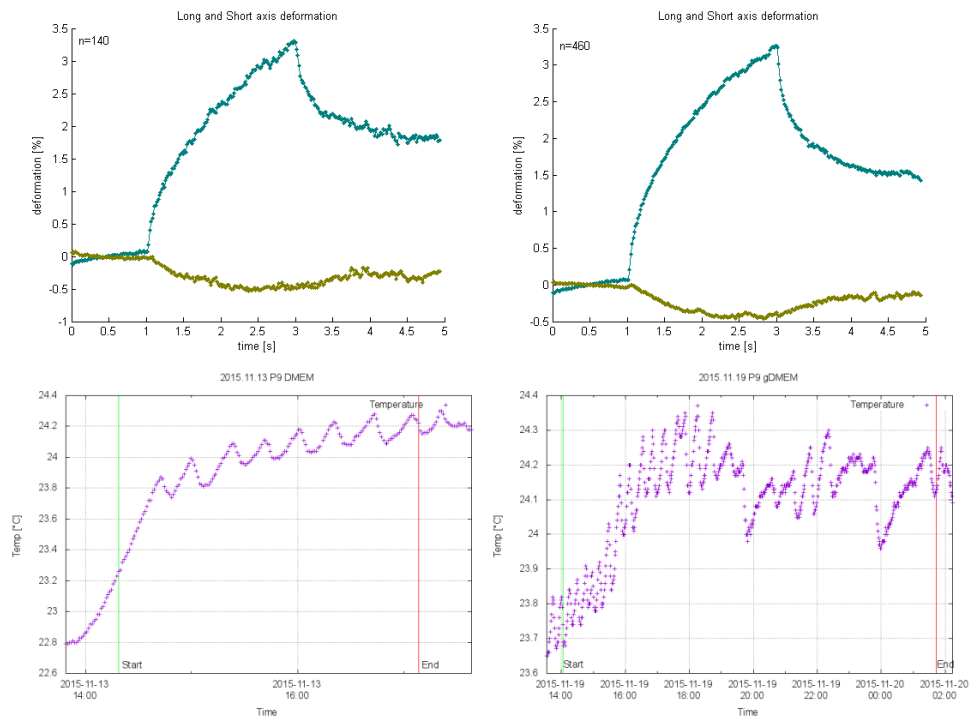 Long and Short axis deformation
n=140
3.5
3
2.5
2
1.5
1
0.5
0
-0.5
-1
deformation [%]
0 0.5 1 1.5 2 2.5 3 3.5 4 4.5 5
time [s]
Long and Short axis deformation
n=460
3.5
3
2.5
2
1.5
1
0.5
0
-0.5
deformation [%]
0 0.5 1 1.5 2 2.5 3 3.5 4 4.5 5
time [s]
2015.11.13 P9 DMEM
Temperature
24.4
24.2
24
23.8
23.6
23.4
23.2
23
22.8
22.6
Temp [°C]
Start
End
2015-11-13 2015-11-13
14:00 16:00
Time
2015.11.19 P9 gDMEM
Temperature
24.4
24.3
24.2
24.1
24
23.9
23.8
23.7
23.6
Temp [°C]
Start
End
2015-11-19 2015-11-19 2015-11-19 2015-11-19 2015-11-19 2015-11-20 2015-11-20
14:00 16:00 18:00 20:00 22:00 00:00 02:00
Time